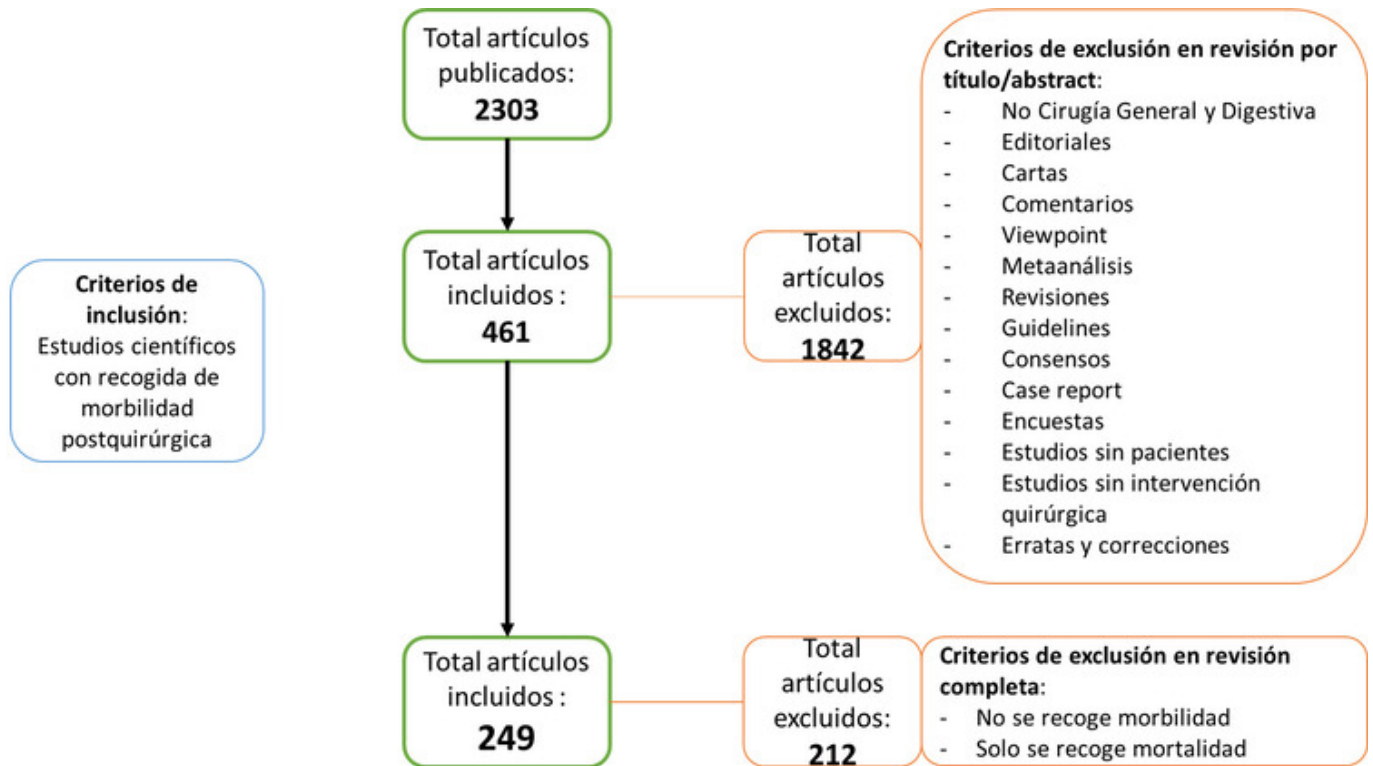 Total artículos
publicados:
2303
Criterios de exclusión en revisión por
título/abstract:
- No Cirugía General y Digestiva
- Editoriales
- Cartas
- Comentarios
- Viewpoint
- Metaanálisis
- Revisiones
- Guidelines
- Consensos
- Case report
- Encuestas
- Estudios sin pacientes
- Estudios sin intervención
quirúrgica
- Erratas y correcciones
Total artículos
incluidos :
461
Total
artículos
excluidos:
1842
Criterios de
inclusión:
Estudios científicos
con recogida de
morbilidad
postquirúrgica
Total artículos
incluidos :
249
Total
artículos
excluidos:
212
Criterios de exclusión en revisión
completa:
- No se recoge morbilidad
- Solo se recoge mortalidad